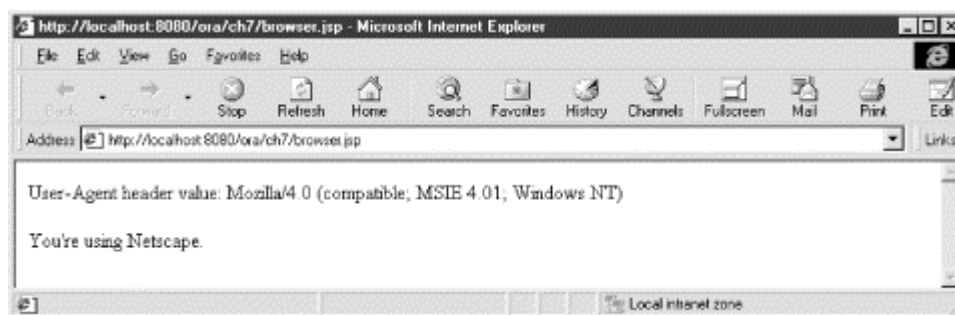 http://localhost:8080/ora/ch7/browser.jsp - Microsoft Internet Explorer
File Edit View Go Favorites Help
Back Forward Stop Refresh Home Search Favorites History Channels Fullscreen Mail Print Edit
Address http://localhost:8080/ora/ch7/browser.jsp Links
User-Agent header value: Mozilla/4.0 (compatible; MSIE 4.01; Windows NT)
You're using Netscape.
Local intranet zone